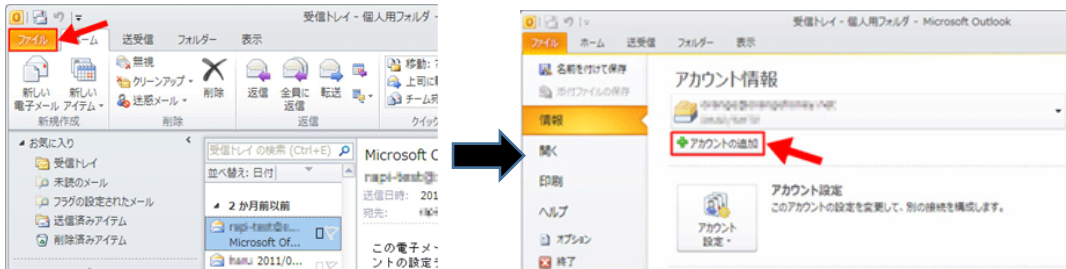 受信トレイ - 個人用フォルダ -
ファイル ホーム 送受信 フォルダー 表示
新しい
電子メール
新しい
アイテム
無視
クリーンアップ
迷惑メール
削除
返信
全員に
返信
転送
移動:
上司に
チーム宛
新規作成 削除 返信 クイック
お気に入り
受信トレイ
未読のメール
フラグの設定されたメール
送信済みアイテム
削除済みアイテム
受信トレイ の検索 (Ctrl+E)
並べ替え: 日付
2 か月前以前
Microsoft Of...
2011/0...
Microsoft O
送信日時: 201
宛先:
この電子メー
ントの設定テ
受信トレイ - 個人用フォルダ - Microsoft Outlook
ファイル ホーム 送受信 フォルダー 表示
名前を付けて保存
添付ファイルの保存
情報
開く
印刷
ヘルプ
オプション
終了
アカウント情報
アカウントの追加
アカウント
設定
アカウント設定
このアカウントの設定を変更して、別の接続を構成します。